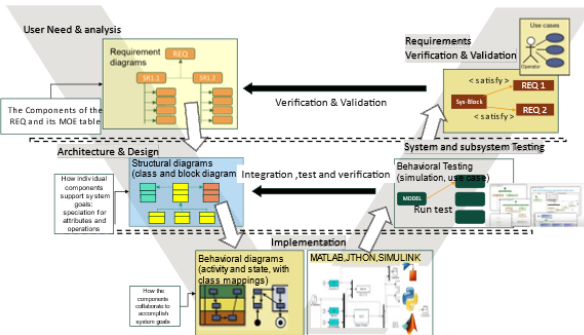 User Need & analysis
Requirement
diagrams
REQ
SR1.1
SR1.2
The Components of the
REQ and its MOE table
Use cases
Operator
Requirements
Verification & Validation
< satisfy >
REQ 1
Sys-Block
REQ 2
< satisfy >
Verification & Validation
System and subsystem Testing
Architecture & Design
Structural diagrams
(class and block diagram
How individual
components
support system
goals:
speciation for
attributes and
operations
Integration ,test and verification
Behavioral Testing
(simulation, use case)
MODEL
Run test
Implementation
Behavioral diagrams
(activity and state, with
class mappings)
How the
components
collaborate to
accomplish
system goals
MATLAB,JTHON,SIMULINK